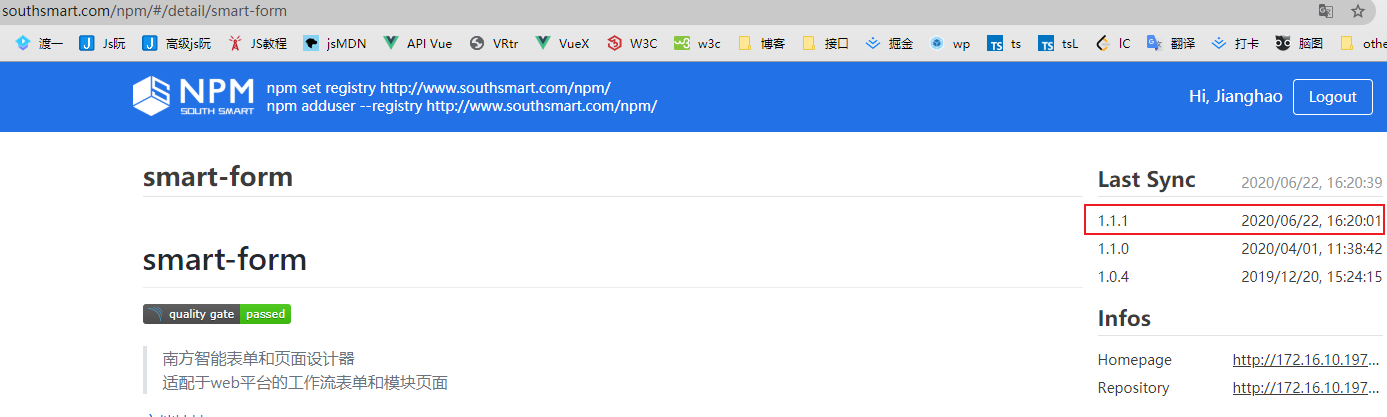 southsmart.com/npm/#/detail/smart-form
渡一 Js阮 高级js阮 JS教程 jsMDN API Vue VRtr VueX W3C w3c 博客 接口 掘金 wp ts tsL lC 翻译 打卡 脑图 othe
NPM
SOUTH SMART
npm set registry http://www.southsmart.com/npm/
npm adduser --registry http://www.southsmart.com/npm/
Hi, Jianghao Logout
smart-form
smart-form
quality gate passed
南方智能表单和页面设计器
适配于web平台的工作流表单和模块页面
Last Sync 2020/06/22, 16:20:39
1.1.1 2020/06/22, 16:20:01
1.1.0 2020/04/01, 11:38:42
1.0.4 2019/12/20, 15:24:15
Infos
Homepage http://172.16.10.197...
Repository http://172.16.10.197...